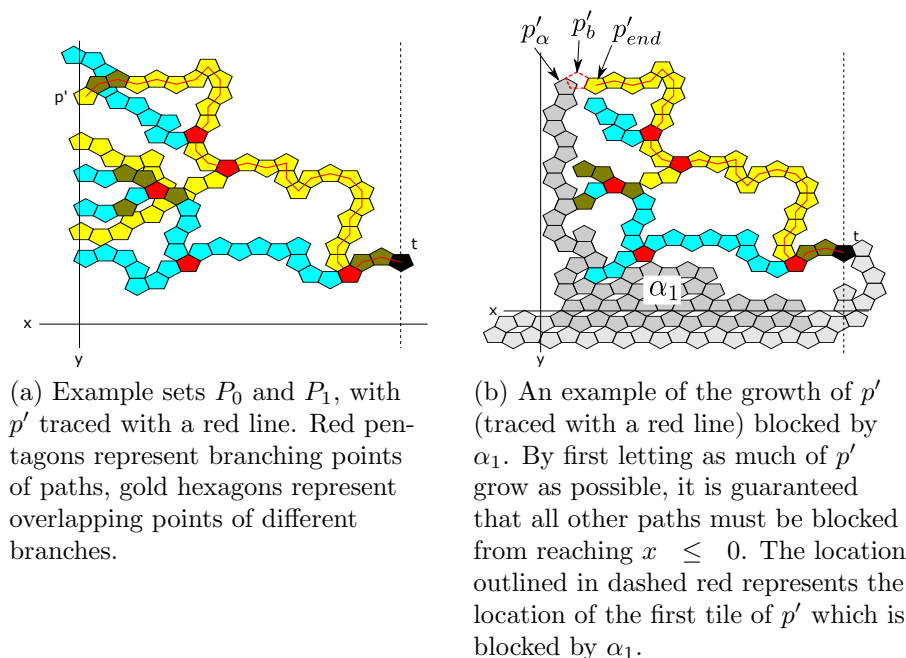 p'
t
x
y
p'_α
p'_b
p'_{end}
t
α_1
x
y
(a) Example sets P_0 and P_1, with
p' traced with a red line. Red pen-
tagons represent branching points
of paths, gold hexagons represent
overlapping points of different
branches.
(b) An example of the growth of p'
(traced with a red line) blocked by
α_1. By first letting as much of p'
grow as possible, it is guaranteed
that all other paths must be blocked
from reaching x ≤ 0. The location
outlined in dashed red represents the
location of the first tile of p' which is
blocked by α_1.